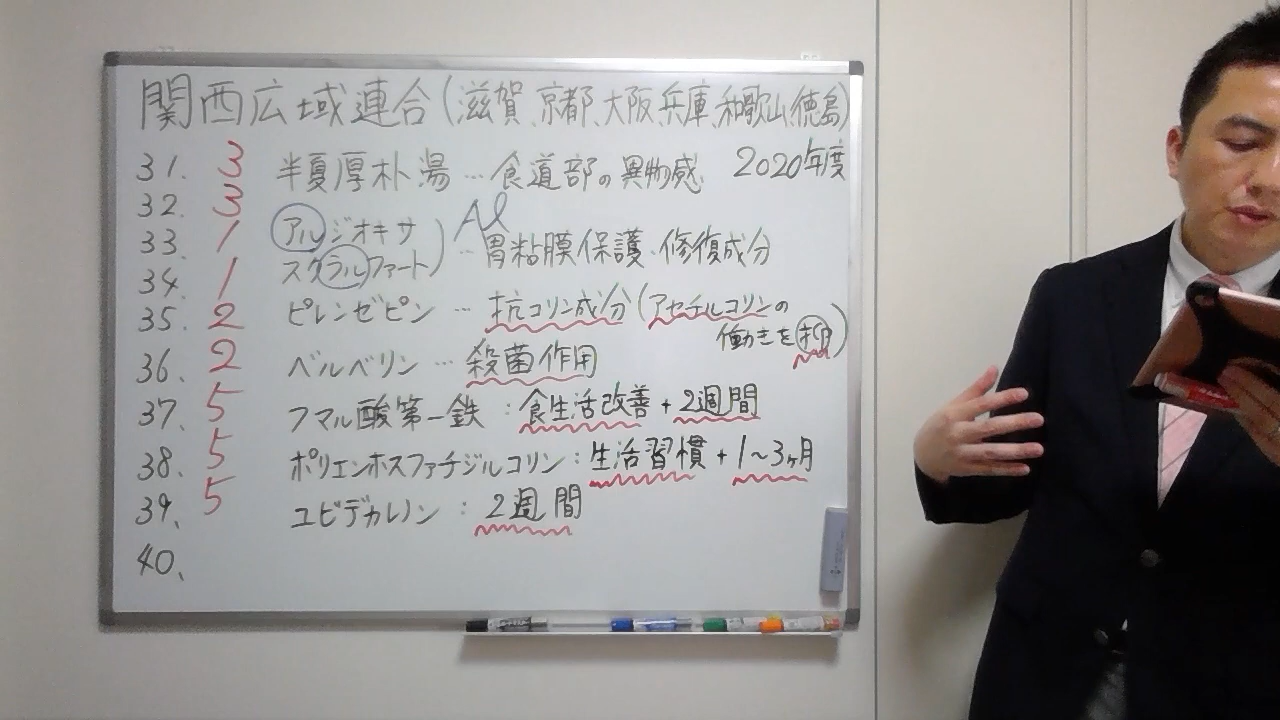 関西広域連合(滋賀、京都、大阪、兵庫、和歌山、徳島)
2020年度
31. 3 半夏厚朴湯 … 食道部の異物感
32. 3
Al
33. 1 アルジオキサ
34. 1 スクラルファート) … 胃粘膜保護・修復成分
35. 2 ピレンゼピン … 抗コリン成分(アセチルコリンの
働きを抑)
36. 2 ベルベリン … 殺菌作用
37. 5 フマル酸第一鉄 : 食生活改善 + 2週間
38. 5 ポリエンホスファチジルコリン : 生活習慣 + 1〜3ヶ月
39. 5 ユビデカレノン : 2週間
40.